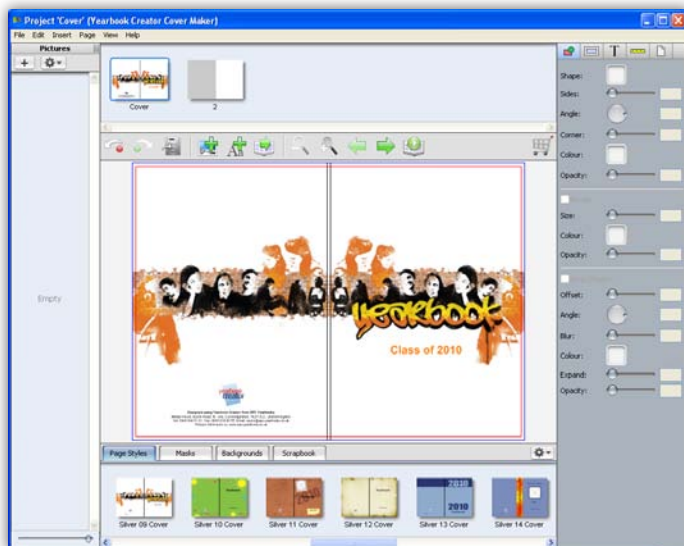 Project 'Cover' (Yearbook Creator Cover Maker)
File Edit Insert Page View Help
Pictures
Empty
Cover
2
yearbook
Class of 2010
Page Styles
Masks
Backgrounds
Scrapbook
Silver 09 Cover
Silver 10 Cover
Silver 11 Cover
Silver 12 Cover
Silver 13 Cover
Silver 14 Cover
2010
2010
Shape:
Sides:
Angle:
Corner:
Colour:
Opacity:
Size:
Colour:
Opacity:
Offset:
Angle:
Blur:
Colour:
Expand:
Opacity: